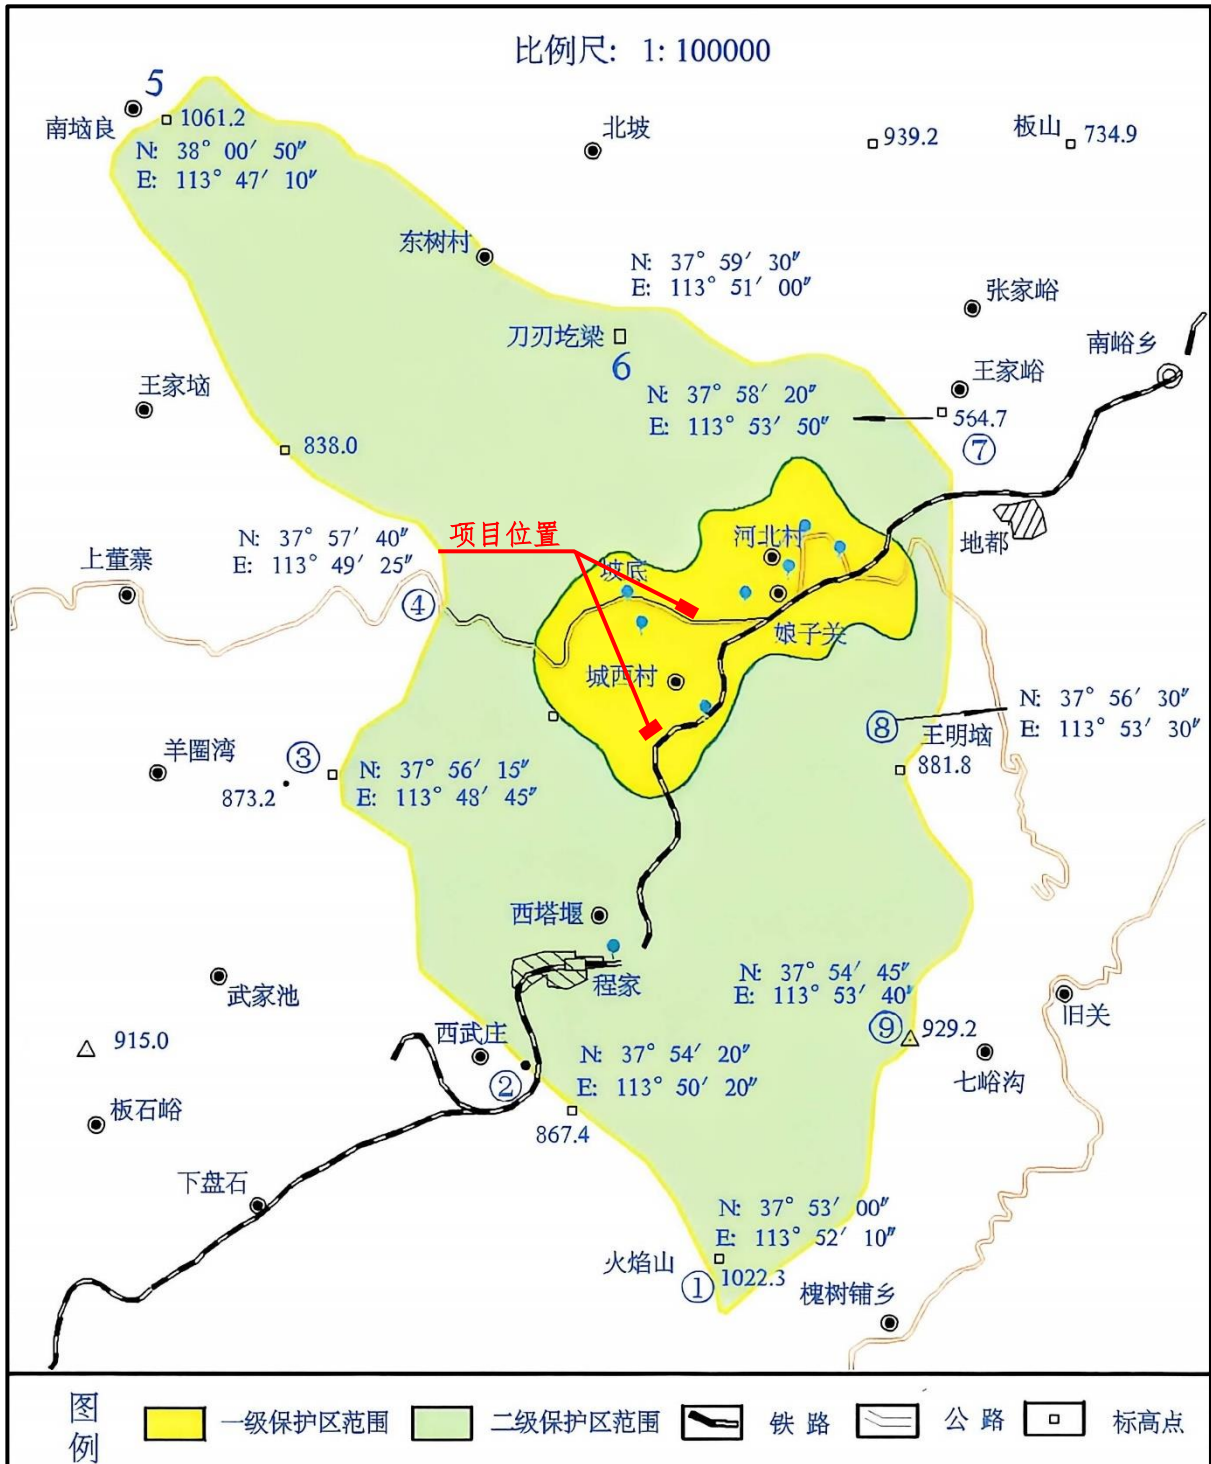 比例尺: 1: 100000
5
南垴良
1061.2
N: 38° 00′ 50″
E: 113° 47′ 10″
北坡
939.2
板山
734.9
东树村
N: 37° 59′ 30″
E: 113° 51′ 00″
张家峪
刀刃圪梁
6
南峪乡
王家垴
王家峪
N: 37° 58′ 20″
E: 113° 53′ 50″
564.7
⑦
838.0
N: 37° 57′ 40″
E: 113° 49′ 25″
项目位置
河北村
地都
上董寨
坡底
④
娘子关
城西村
N: 37° 56′ 30″
E: 113° 53′ 30″
⑧
王明垴
881.8
羊圈湾
③
873.2
N: 37° 56′ 15″
E: 113° 48′ 45″
西塔堰
程家
武家池
N: 37° 54′ 45″
E: 113° 53′ 40″
旧关
⑨
929.2
七峪沟
915.0
西武庄
②
N: 37° 54′ 20″
E: 113° 50′ 20″
板石峪
867.4
下盘石
N: 37° 53′ 00″
E: 113° 52′ 10″
火焰山
①
1022.3
槐树铺乡
图例
一级保护区范围
二级保护区范围
铁 路
公 路
标高点